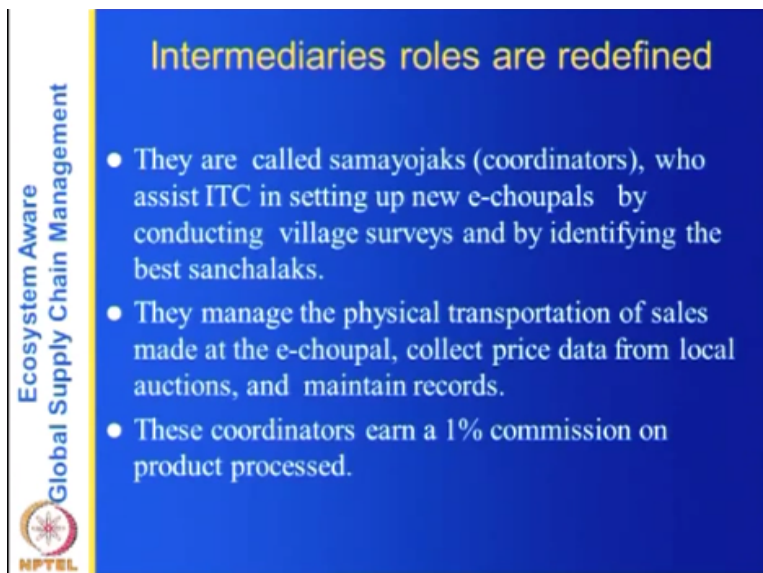 Intermediaries roles are redefined
Ecosystem Aware
Global Supply Chain Management
● They are called samayojaks (coordinators), who
assist ITC in setting up new e-choupals by
conducting village surveys and by identifying the
best sanchalaks.
● They manage the physical transportation of sales
made at the e-choupal, collect price data from local
auctions, and maintain records.
● These coordinators earn a 1% commission on
product processed.
NPTEL